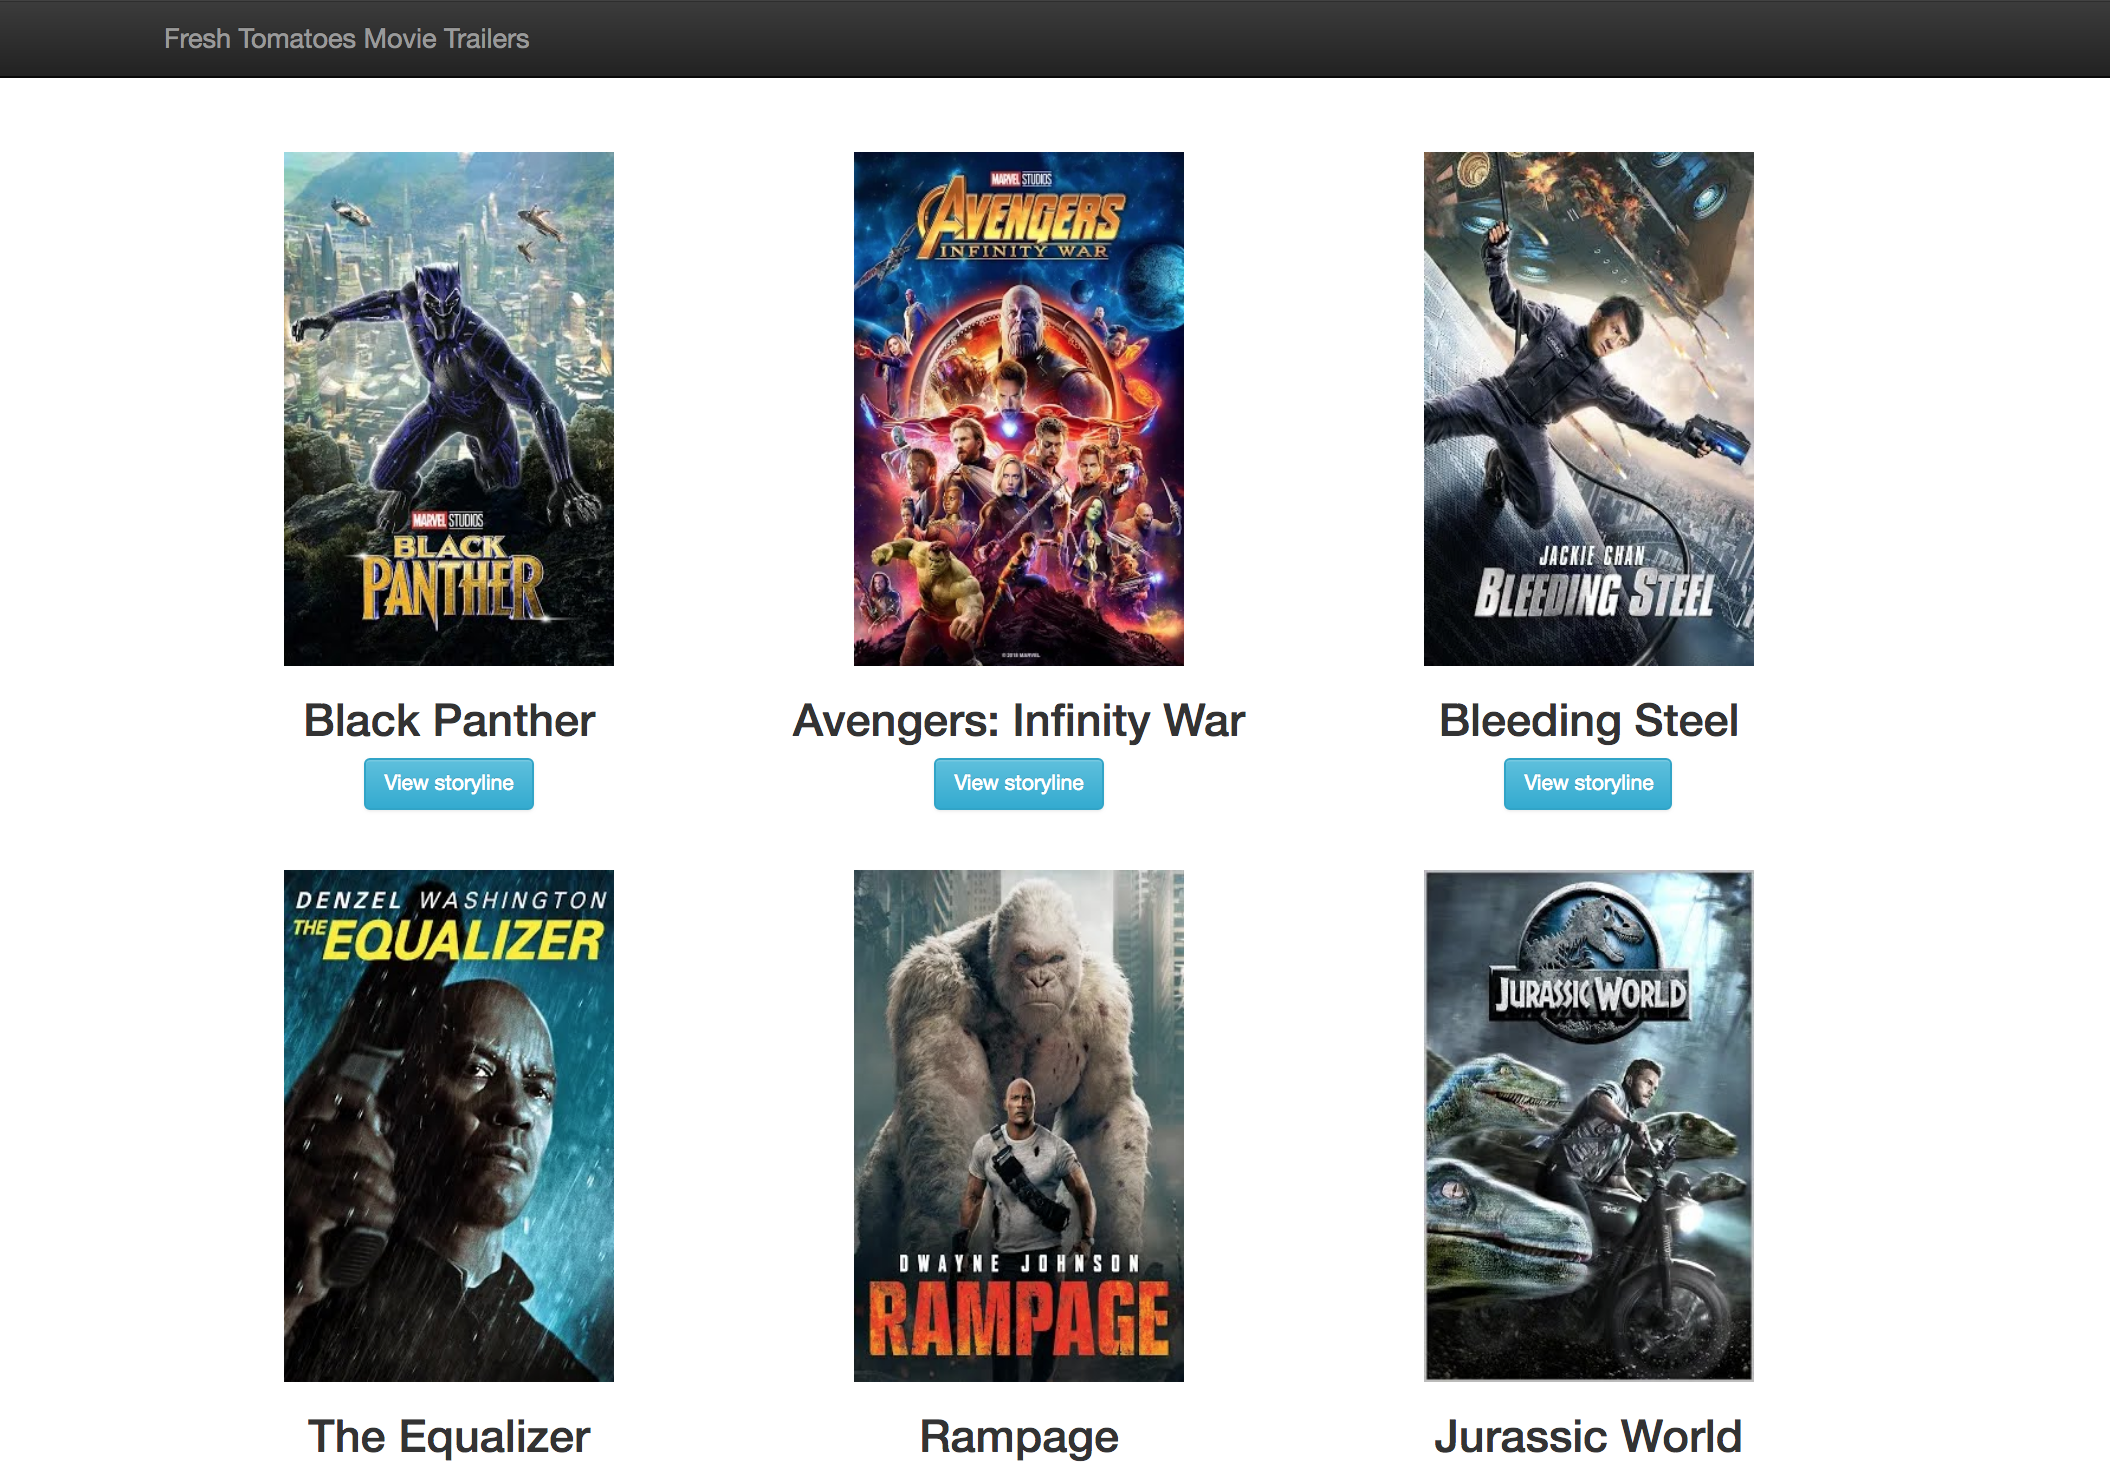 Fresh Tomatoes Movie Trailers
MARVEL STUDIOS
BLACK
PANTHER
MARVEL STUDIOS
AVENGERS
INFINITY WAR
© 2018 MARVEL
JACKIE CHAN
BLEEDING STEEL
Black Panther
Avengers: Infinity War
Bleeding Steel
View storyline
View storyline
View storyline
DENZEL WASHINGTON
THE EQUALIZER
DWAYNE JOHNSON
RAMPAGE
JURASSIC WORLD
The Equalizer
Rampage
Jurassic World